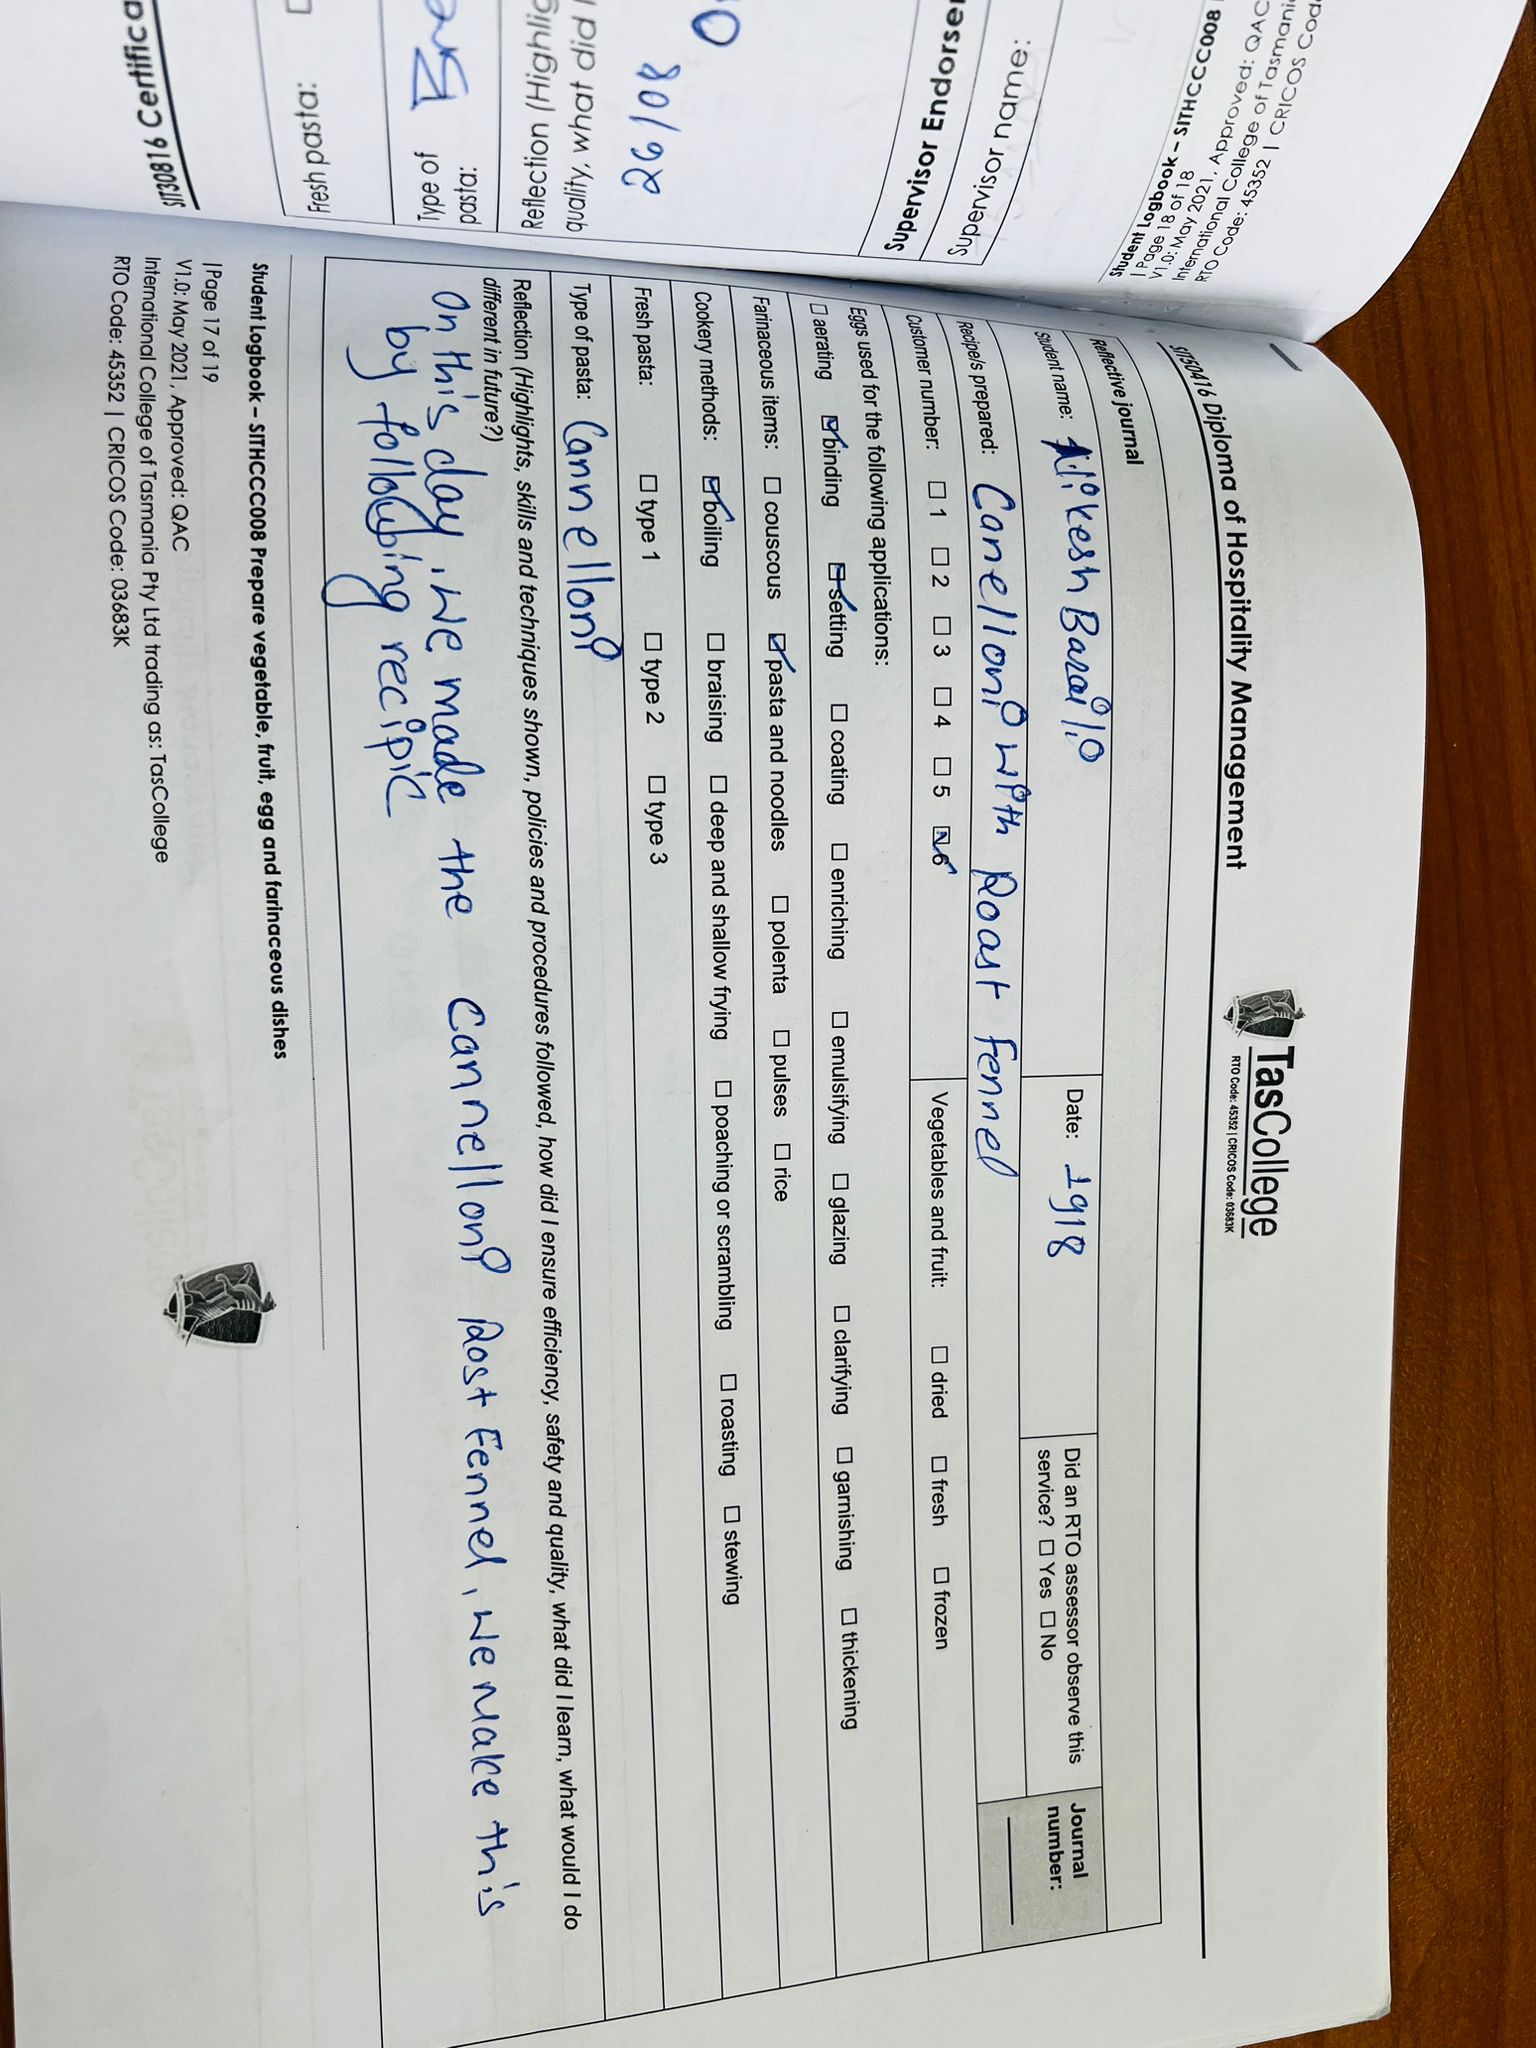 SIT50416 Diploma of Hospitality Management
TasCollege
RTO Code: 45352 | CRICOS Code: 03683K
Reflective journal
Student name: Nikesh Baraili
Date: 1918
Did an RTO assessor observe this
service? ☐ Yes ☐ No
Journal
number:
Recipe/s prepared: Canelloni with Roast Fennel
Customer number: ☐ 1 ☐ 2 ☐ 3 ☐ 4 ☐ 5 ☑ 6
Vegetables and fruit: ☐ dried ☐ fresh ☐ frozen
Eggs used for the following applications:
☐ aerating ☑ binding ☑ setting ☐ coating ☐ enriching ☐ emulsifying ☐ glazing ☐ clarifying ☐ garnishing ☐ thickening
Farinaceous items: ☐ couscous ☑ pasta and noodles ☐ polenta ☐ pulses ☐ rice
Cookery methods: ☑ boiling ☐ braising ☐ deep and shallow frying ☐ poaching or scrambling ☐ roasting ☐ stewing
Fresh pasta: ☐ type 1 ☐ type 2 ☐ type 3
Type of pasta: Cannelloni
Reflection (Highlights, skills and techniques shown, policies and procedures followed, how did I ensure efficiency, safety and quality, what did I learn, what would I do
different in future?)
On this day, we made the Cannelloni Rost Fennel, we make this
by following recipic
Student Logbook – SITHCCC008 Prepare vegetable, fruit, egg and farinaceous dishes
|Page 17 of 19
V1.0: May 2021, Approved: QAC
International College of Tasmania Pty Ltd trading as: TasCollege
RTO Code: 45352 | CRICOS Code: 03683K
SIT30816 Certifica
Fresh pasta: ☐
Type of
pasta:
Reflection (Highlig
quality, what did I
26/08
Supervisor Endorse
Supervisor name:
Student Logbook – SITHCCC008
| Page 18 of 18
V1.0: May 2021, Approved: QAC
International College of Tasmani
RTO Code: 45352 | CRICOS Cod